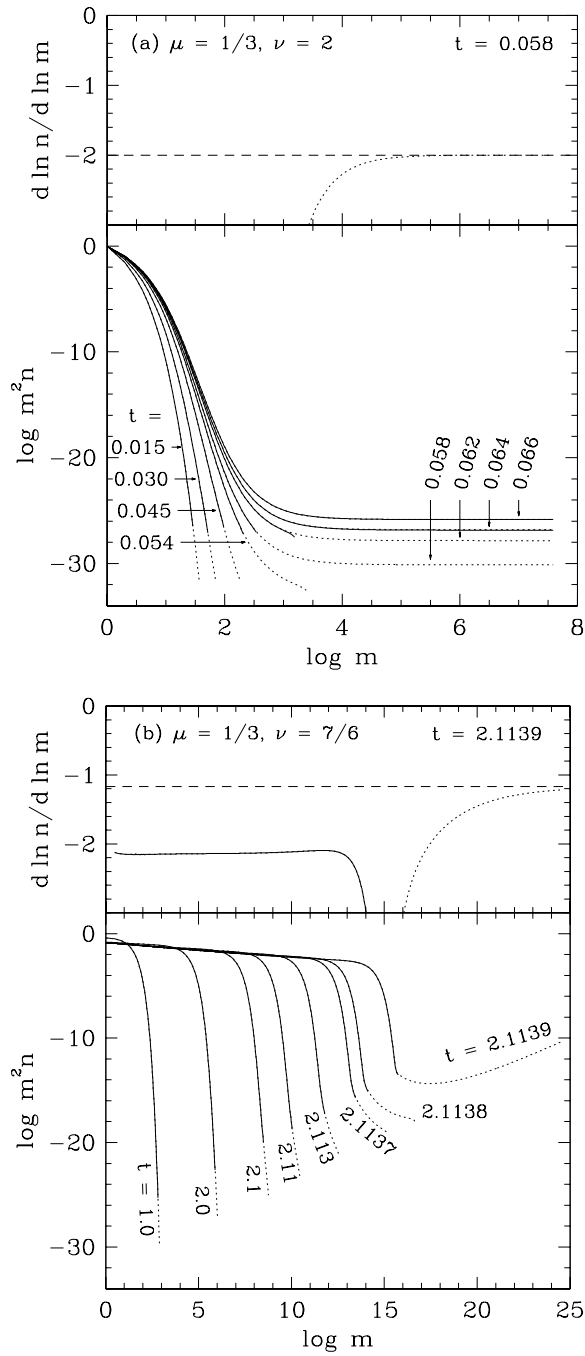 (a) μ = 1/3, ν = 2
t = 0.058
0
−1
−2
d ln n/d ln m
0
−10
−20
−30
log m²n
t =
0.015
0.030
0.045
0.054
0.058
0.062
0.064
0.066
0 2 4 6 8
log m
(b) μ = 1/3, ν = 7/6
t = 2.1139
0
−1
−2
d ln n/d ln m
0
−10
−20
−30
log m²n
t = 1.0
2.0
2.1
2.11
2.113
2.1137
2.1138
t = 2.1139
0 5 10 15 20 25
log m